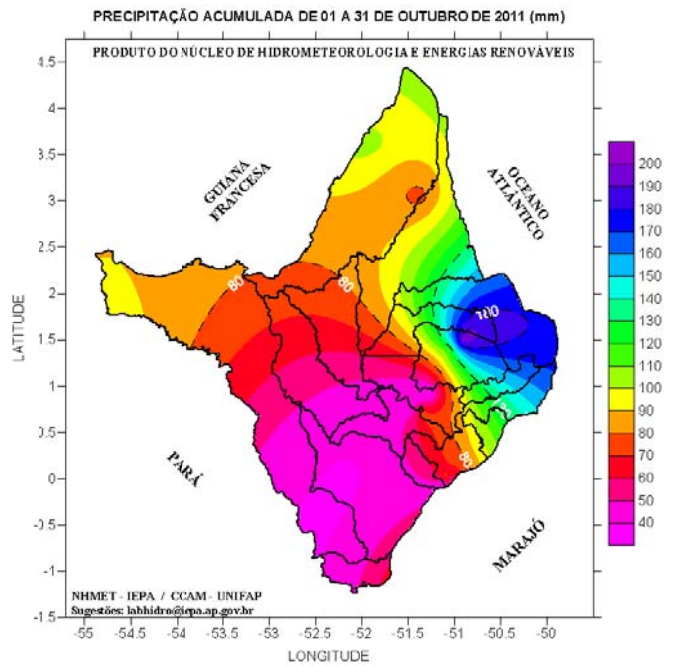 PRECIPITAÇÃO ACUMULADA DE 01 A 31 DE OUTUBRO DE 2011 (mm)
PRODUTO DO NÚCLEO DE HIDROMETEOROLOGIA E ENERGIAS RENOVÁVEIS
4.5
4
3.5
3
2.5
2
1.5
1
0.5
0
-0.5
-1
-1.5
LATITUDE
GUIANA
FRANCESA
OCEANO
ATLÂNTICO
PARÁ
MARAJÓ
80
80
80
NHMET - IEPA / CCAM - UNIFAP
Sugestões: labhidro@iepa.ap.gov.br
-55 -54.5 -54 -53.5 -53 -52.5 -52 -51.5 -51 -50.5 -50
LONGITUDE
200
190
180
170
160
150
140
130
120
110
100
90
80
70
60
50
40